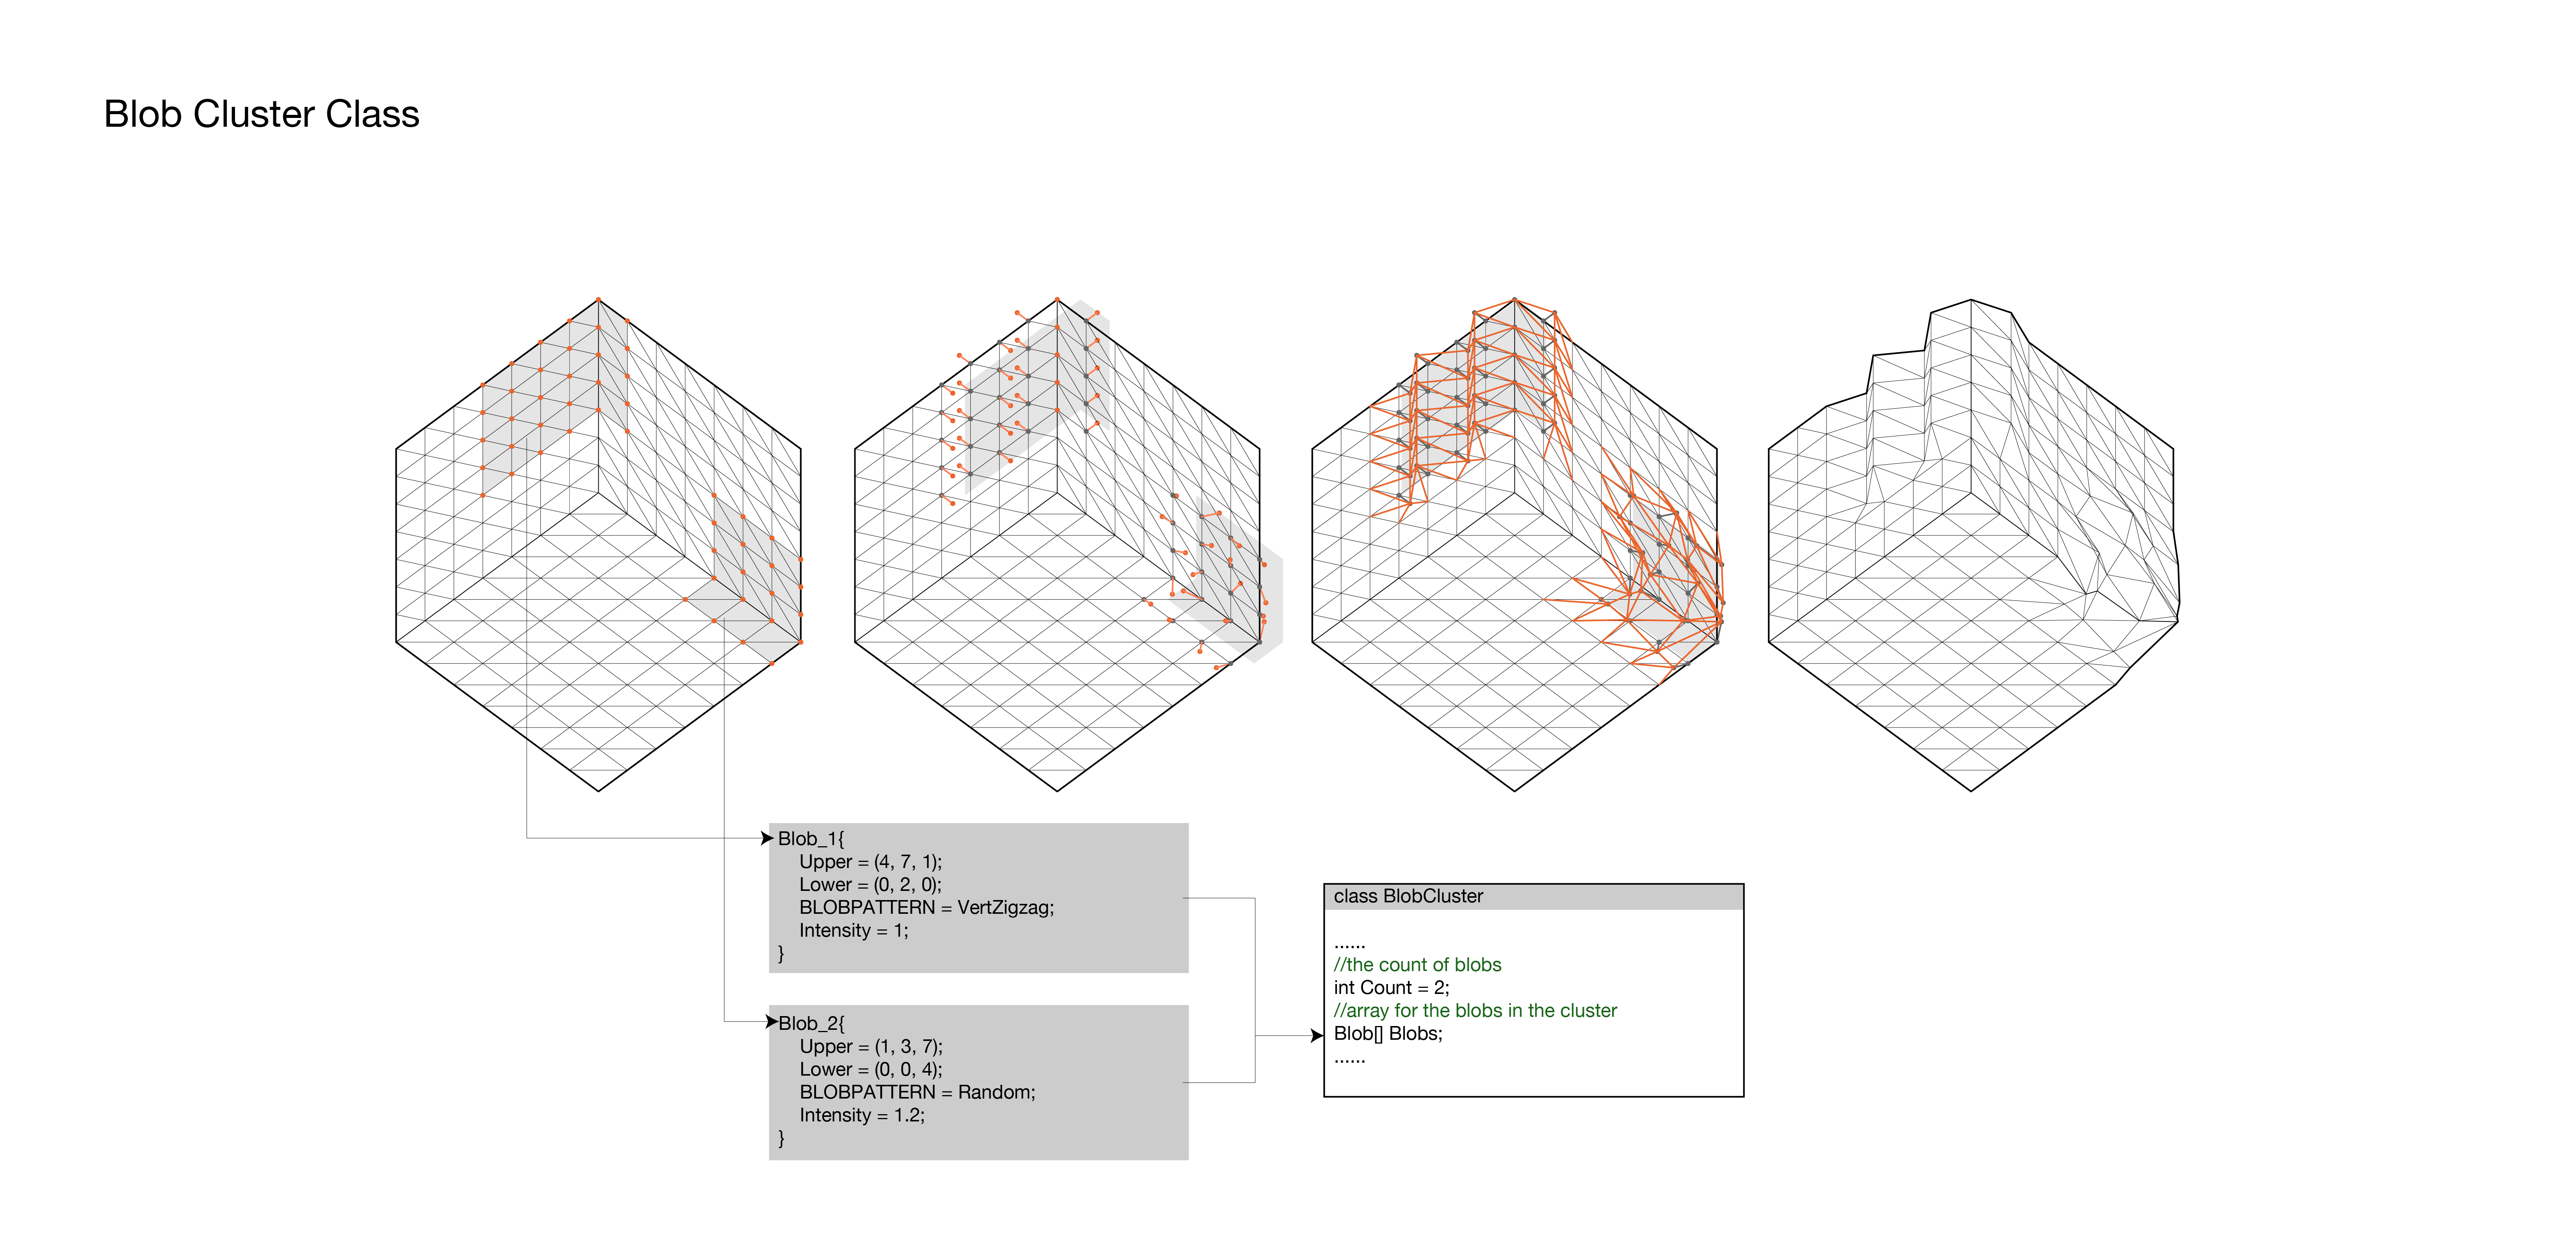 Blob Cluster Class
Blob_1{
Upper = (4, 7, 1);
Lower = (0, 2, 0);
BLOBPATTERN = VertZigzag;
Intensity = 1;
}
Blob_2{
Upper = (1, 3, 7);
Lower = (0, 0, 4);
BLOBPATTERN = Random;
Intensity = 1.2;
}
class BlobCluster
......
//the count of blobs
int Count = 2;
//array for the blobs in the cluster
Blob[] Blobs;
......